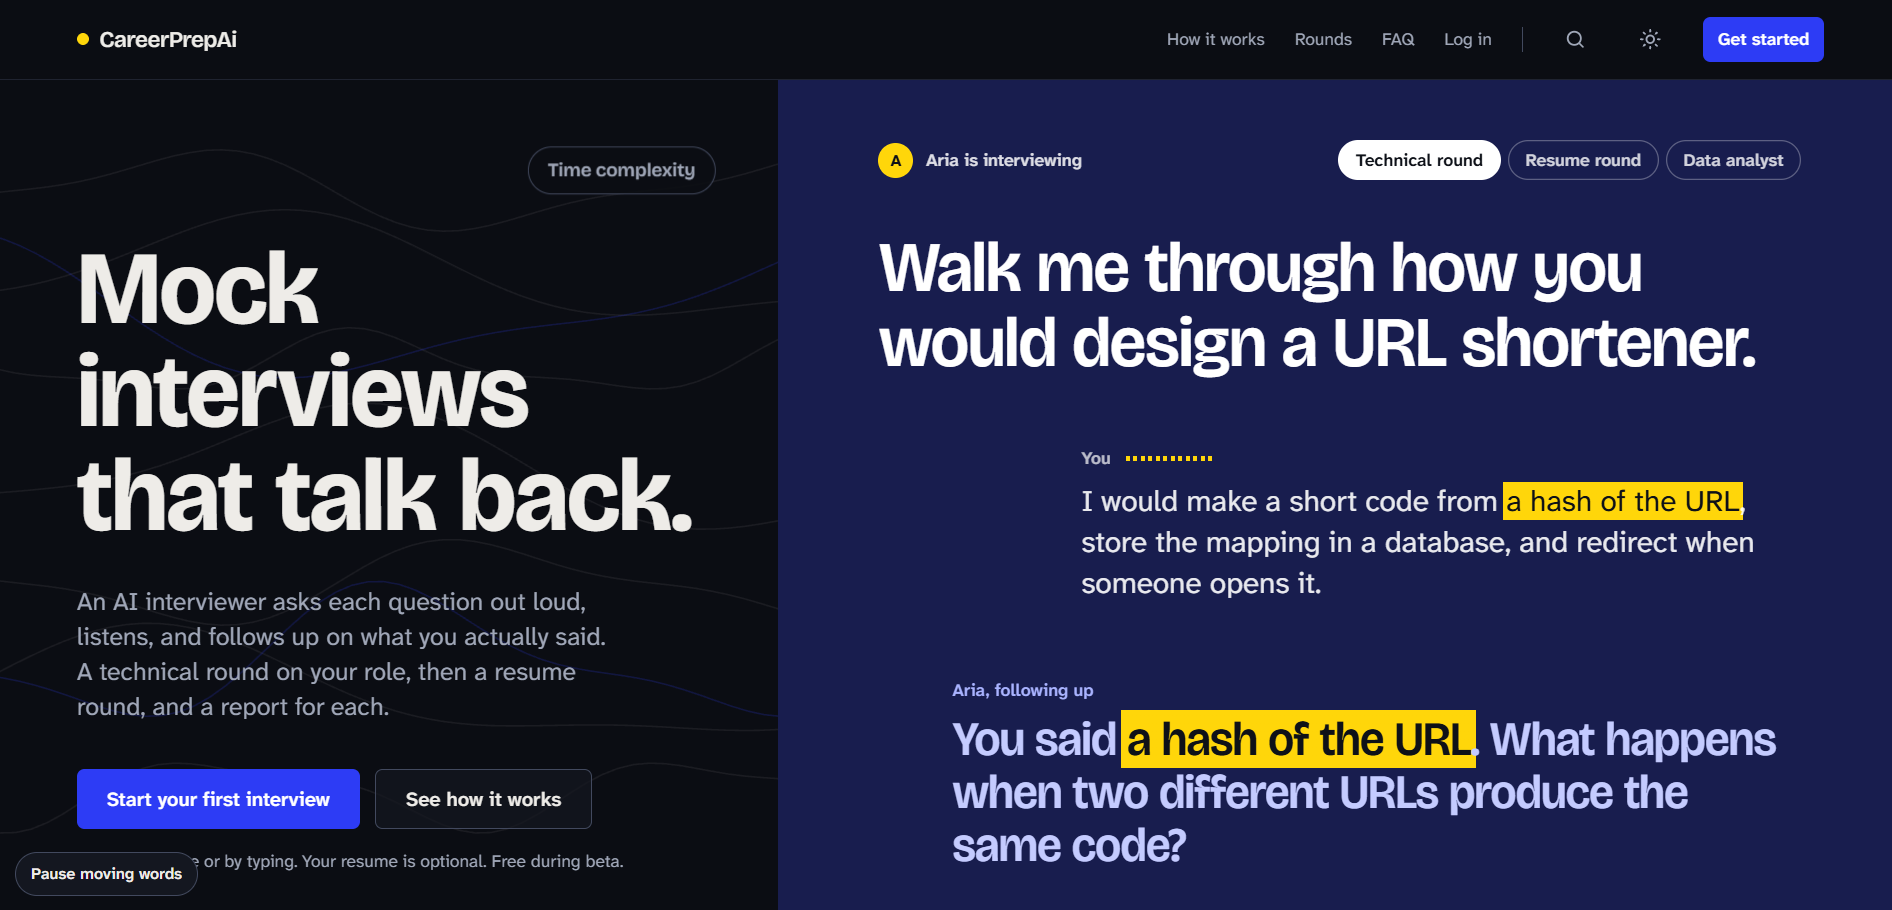 CareerPrepAi
How it works
Rounds
FAQ
Log in
Get started
Time complexity
Mock
interviews
that talk back.
An AI interviewer asks each question out loud,
listens, and follows up on what you actually said.
A technical round on your role, then a resume
round, and a report for each.
Start your first interview
See how it works
or by typing. Your resume is optional. Free during beta.
Pause moving words
A
Aria is interviewing
Technical round
Resume round
Data analyst
Walk me through how you
would design a URL shortener.
You
I would make a short code from a hash of the URL,
store the mapping in a database, and redirect when
someone opens it.
Aria, following up
You said a hash of the URL. What happens
when two different URLs produce the
same code?